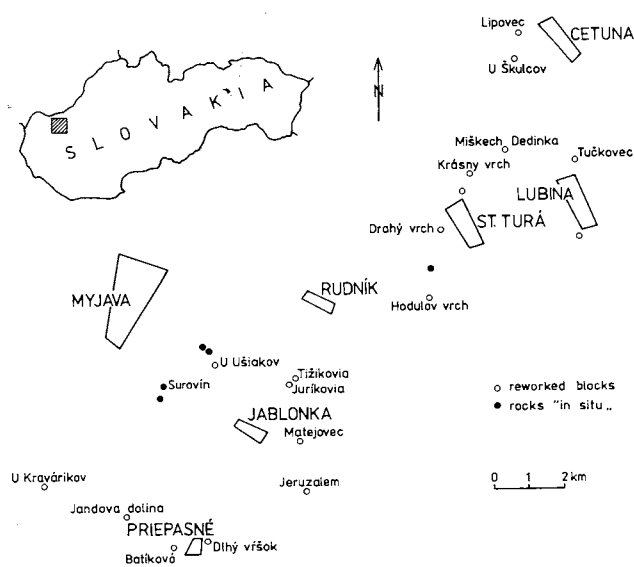 Lipovec
CETUNA
U Škulcov
N
SLOVAKIA
Miškech Dedinka
Tučkovec
Krásny vrch
LUBINA
Drahý vrch
ST. TURÁ
MYJAVA
RUDNÍK
Hodulov vrch
U Ušiakov
Surovín
Tižikovia
Juríkovia
reworked blocks
rocks "in situ„
JABLONKA
Matejovec
U Kravárikov
Jeruzalem
0 1 2 km
Jandova dolina
PRIEPASNÉ
Batíková
Dlhý vŕšok